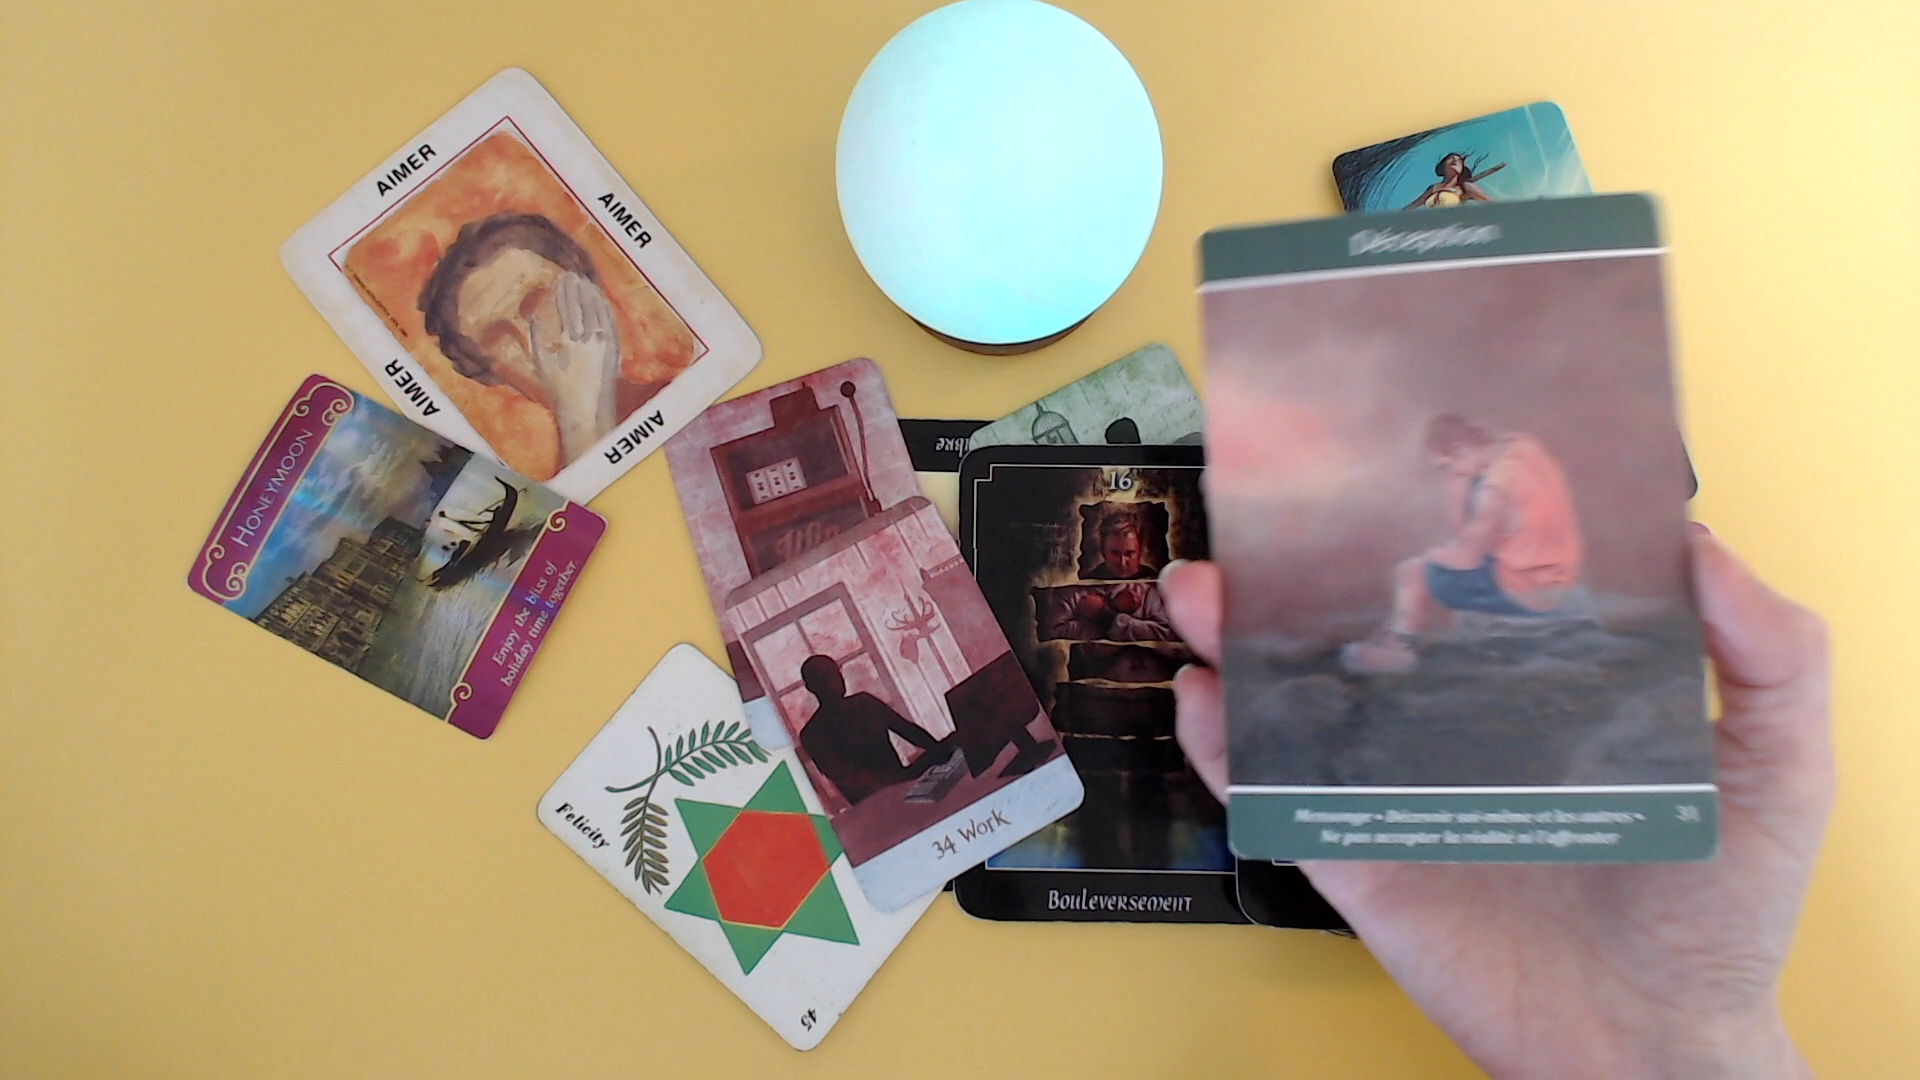 AIMER
AIMER
AIMER
AIMER
HONEYMOON
Enjoy the bliss of
holiday time together.
Win
34 Work
Felicity
45
16
BOULEVERSEMENT
Déception
Mensonge • Décevoir soi-même et les autres •
Ne pas accepter la réalité ni l'affronter
31